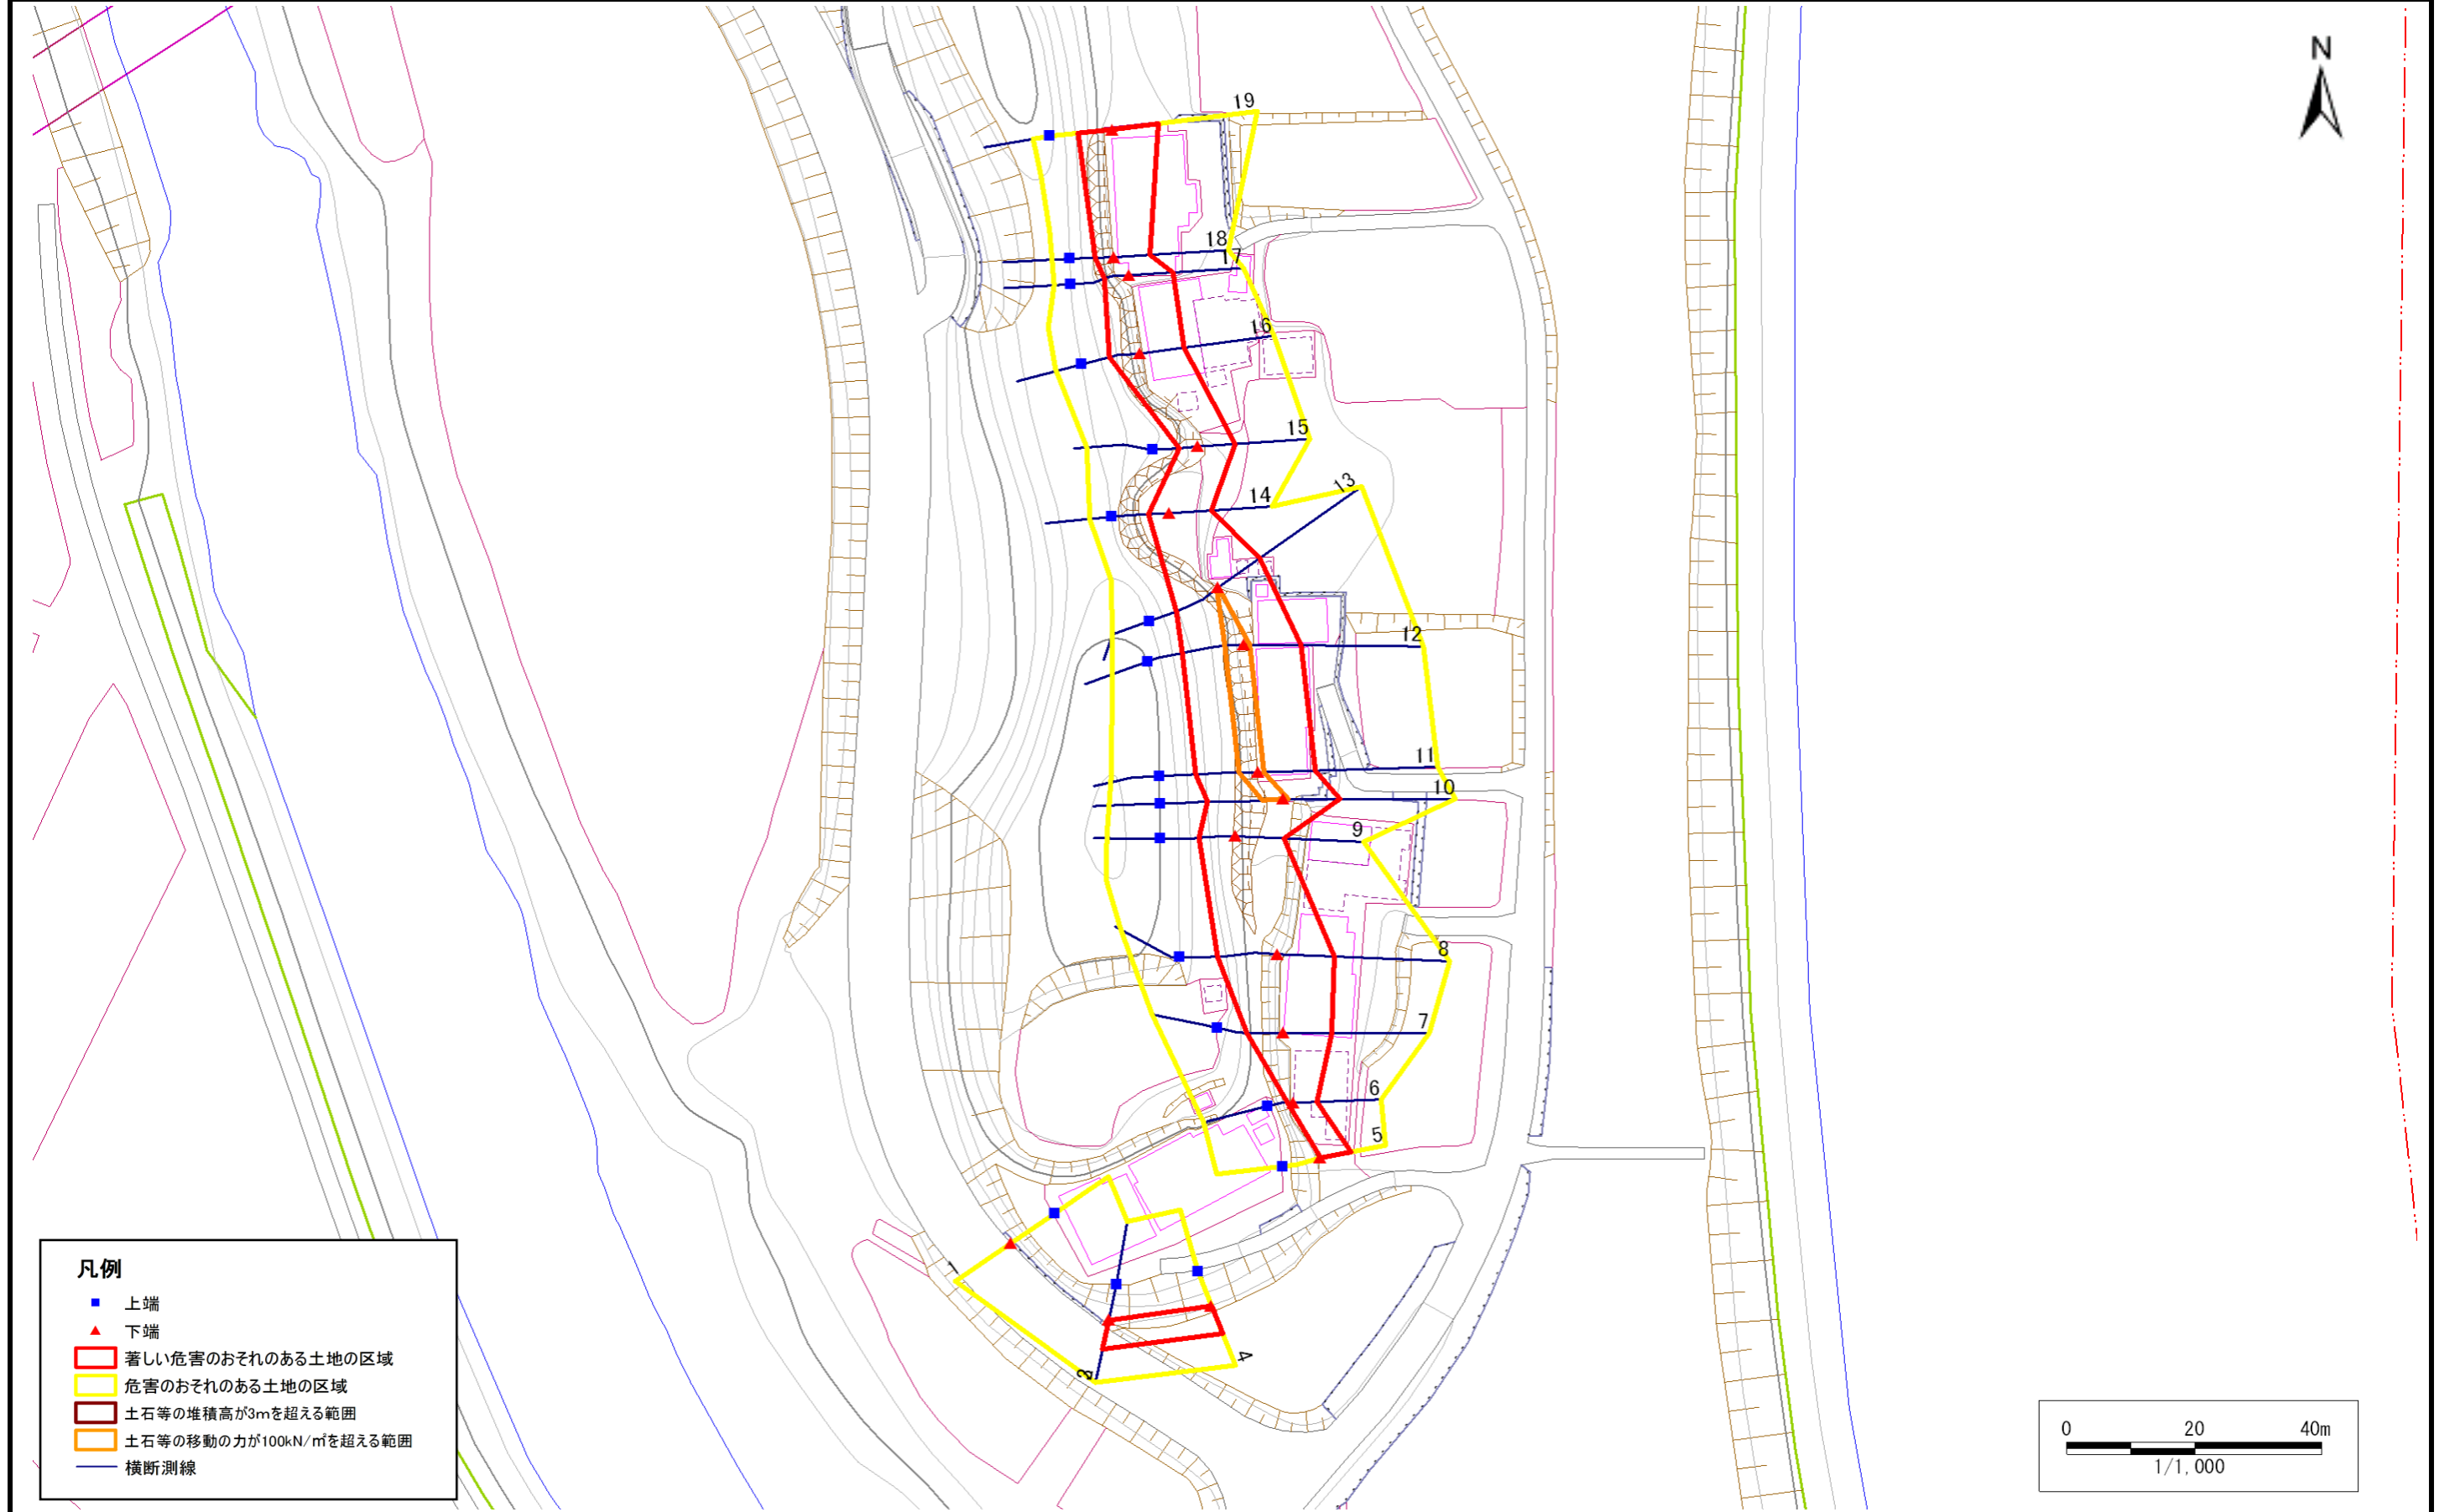 N
19
18
17
16
15
13
14
12
11
10
9
8
7
6
5
1
4
凡例
上端
下端
著しい危害のおそれのある土地の区域
危害のおそれのある土地の区域
土石等の堆積高が3mを超える範囲
土石等の移動の力が100kN/㎡を超える範囲
横断測線
0 20 40m
1/1,000